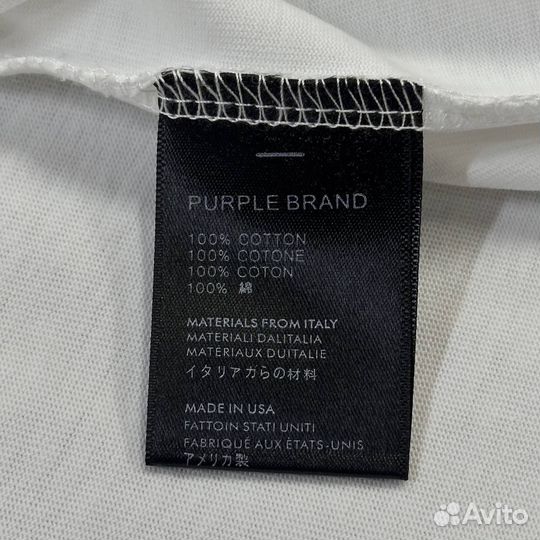 PURPLE BRAND
100% COTTON
100% COTONE
100% COTON
100% 綿
MATERIALS FROM ITALY
MATERIALI DALITALIA
MATÉRIAUX DUITALIE
イタリアガらの材料
MADE IN USA
FATTOIN STATI UNITI
FABRIQUÉ AUX ÉTATS-UNIS
アメリカ製
Avito